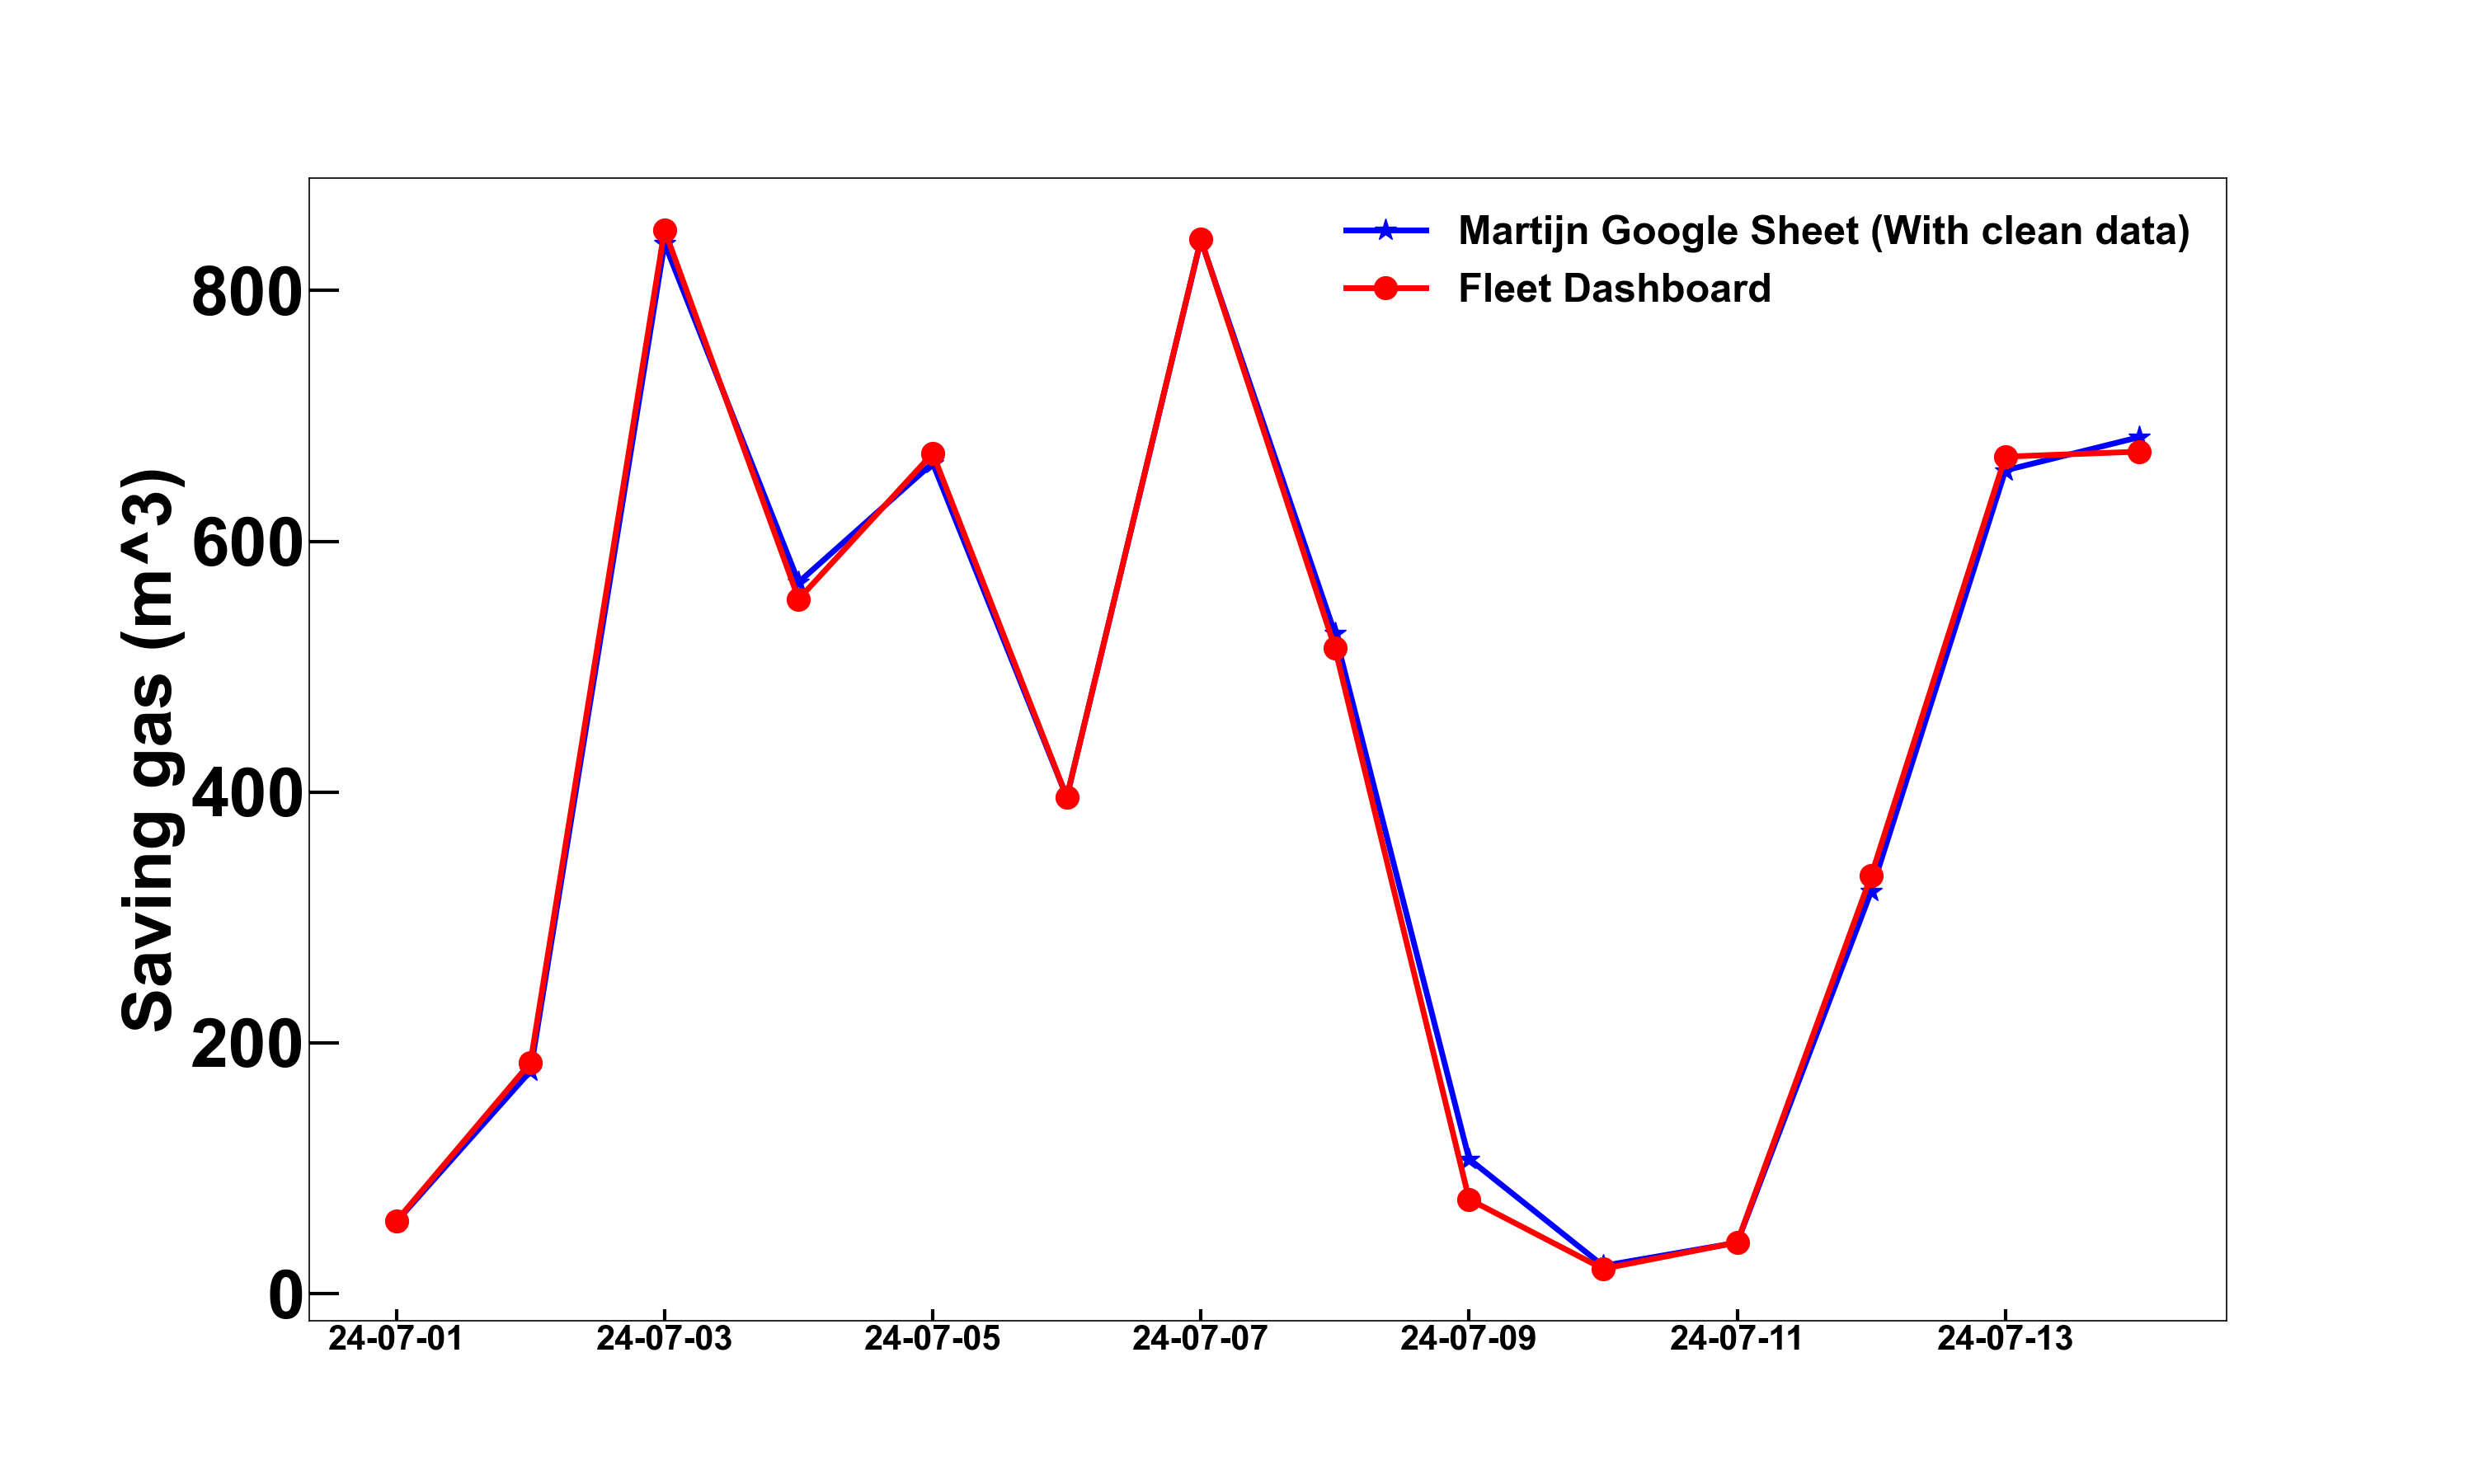 Martijn Google Sheet (With clean data)
Fleet Dashboard
Saving gas (m^3)
800
600
400
200
0
24-07-01 24-07-03 24-07-05 24-07-07 24-07-09 24-07-11 24-07-13